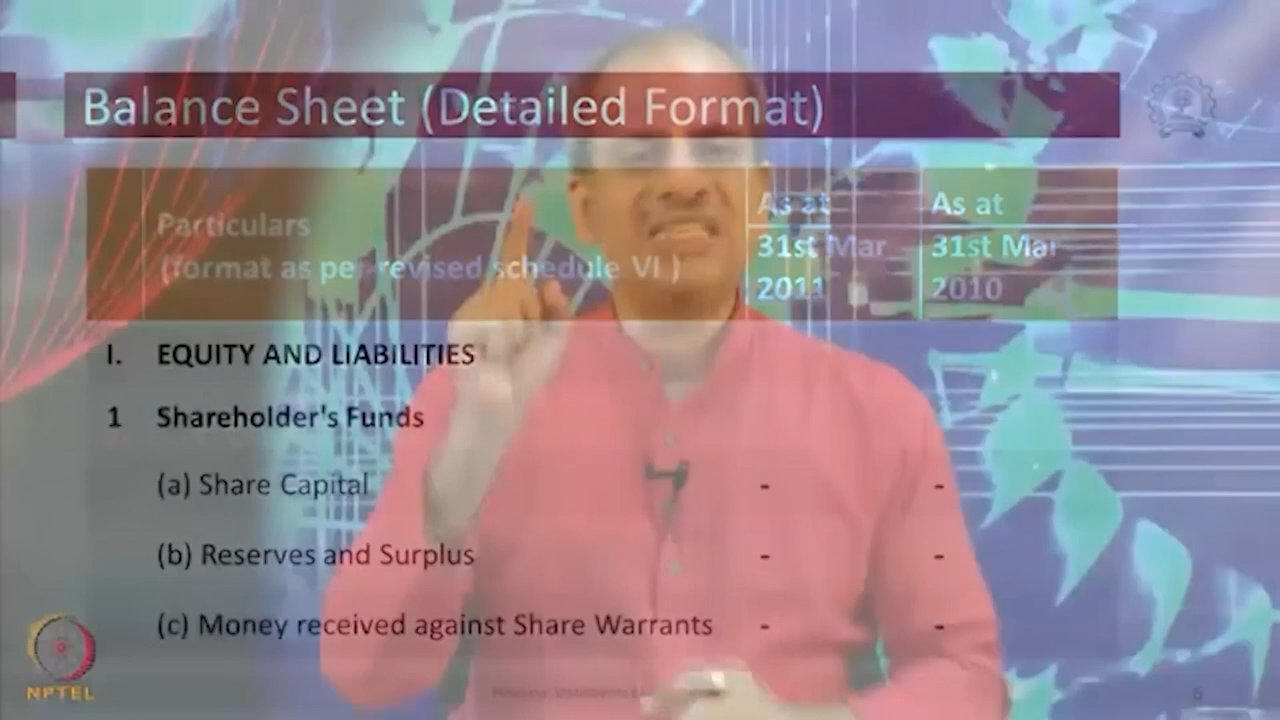 Balance Sheet (Detailed Format)
Particulars
(format as per revised schedule VI )
As at
31st Mar
2011
As at
31st Mar
2010
I. EQUITY AND LIABILITIES
1 Shareholder's Funds
(a) Share Capital - -
(b) Reserves and Surplus - -
(c) Money received against Share Warrants - -
NPTEL
6